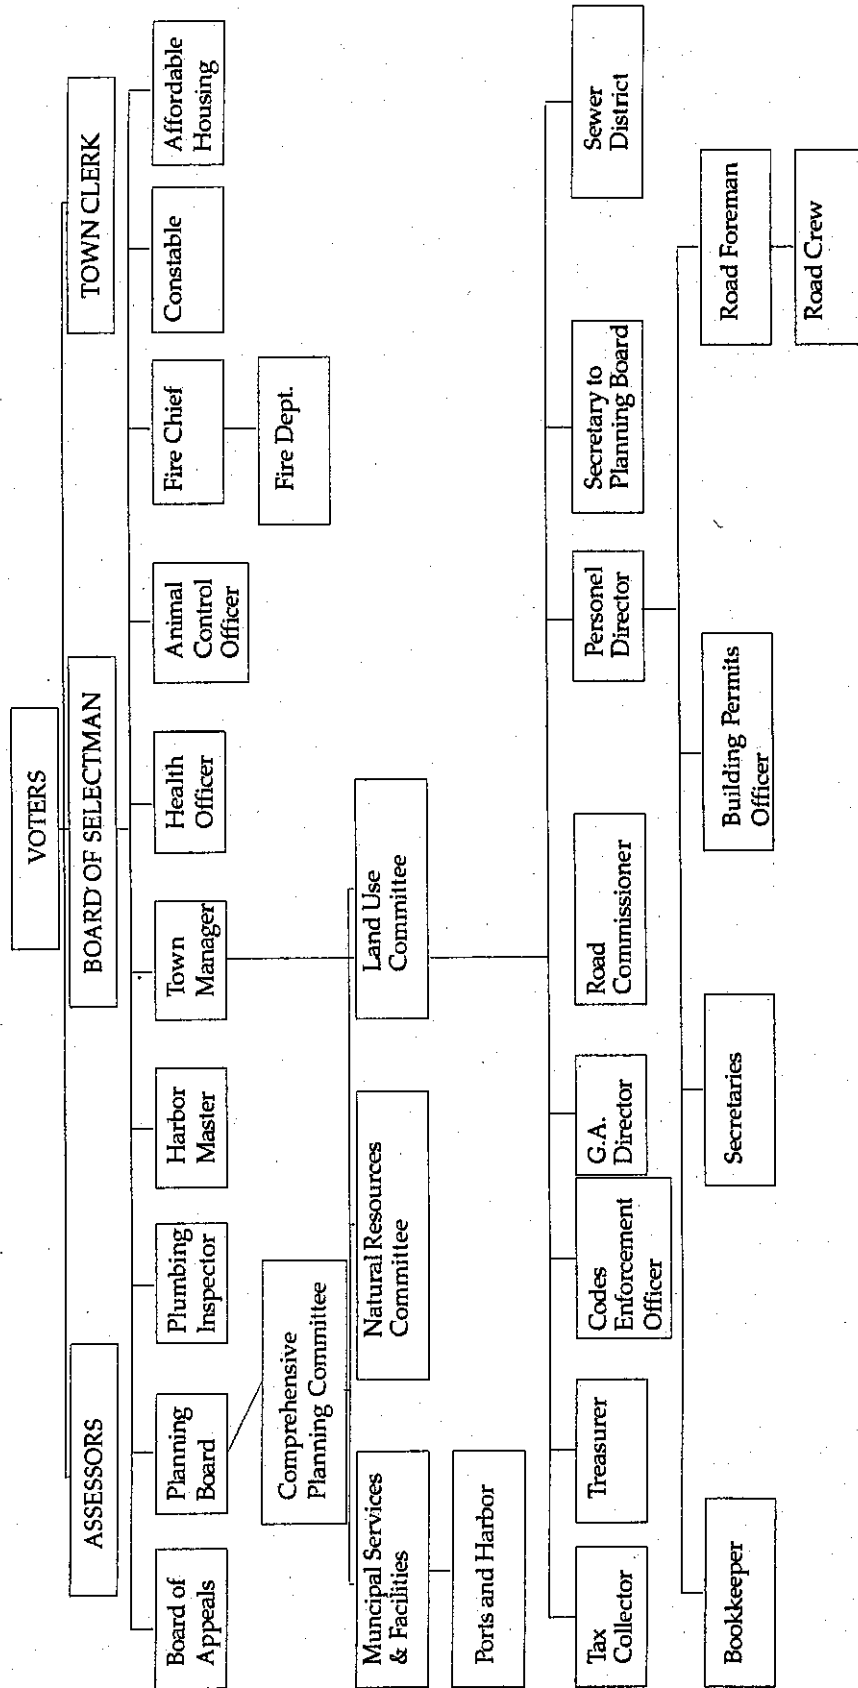 VOTERS
ASSESSORS
BOARD OF SELECTMAN
TOWN CLERK
Board of
Appeals
Planning
Board
Plumbing
Inspector
Harbor
Master
Town
Manager
Health
Officer
Animal
Control
Officer
Fire Chief
Constable
Affordable
Housing
Comprehensive
Planning Committee
Fire Dept.
Muncipal Services
& Facilities
Natural Resources
Committee
Land Use
Committee
Ports and Harbor
Tax
Collector
Treasurer
Codes
Enforcement
Officer
G.A.
Director
Road
Commissioner
Personel
Director
Secretary to
Planning Board
Sewer
District
Bookkeeper
Secretaries
Building Permits
Officer
Road Foreman
Road Crew